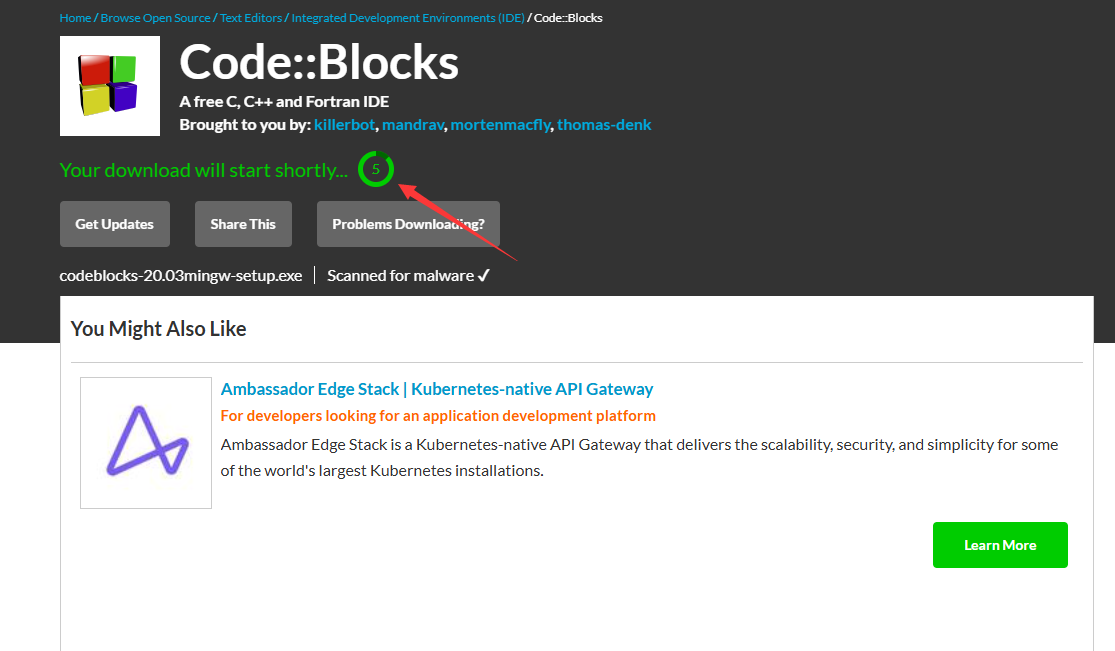 Home / Browse Open Source / Text Editors / Integrated Development Environments (IDE) / Code::Blocks
Code::Blocks
A free C, C++ and Fortran IDE
Brought to you by: killerbot, mandrav, mortenmacfly, thomas-denk
Your download will start shortly... 5
Get Updates
Share This
Problems Downloading?
codeblocks-20.03mingw-setup.exe | Scanned for malware ✓
You Might Also Like
Ambassador Edge Stack | Kubernetes-native API Gateway
For developers looking for an application development platform
Ambassador Edge Stack is a Kubernetes-native API Gateway that delivers the scalability, security, and simplicity for some
of the world's largest Kubernetes installations.
Learn More